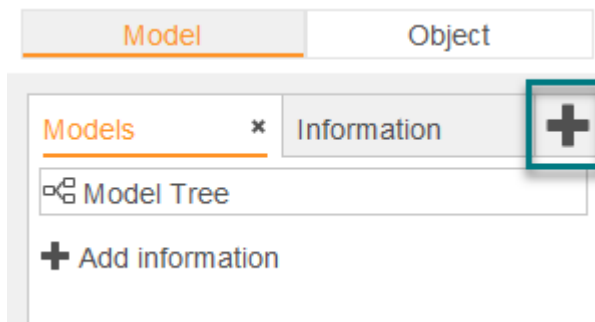 Model Object
Models Information
Model Tree
Add information